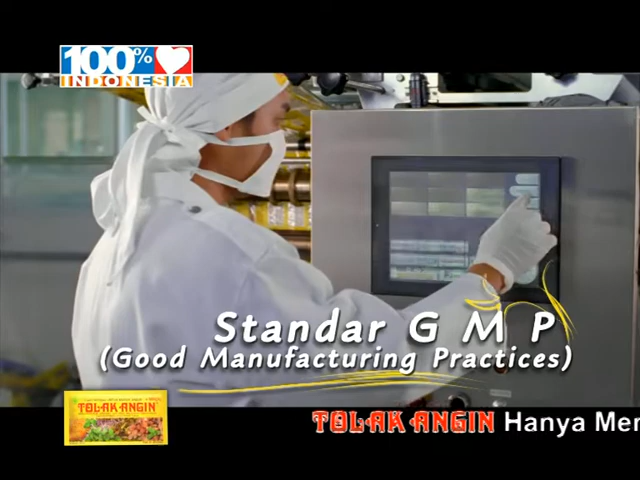 100%
INDONESIA
Standar G M P
(Good Manufacturing Practices)
TOLAK ANGIN
TOLAK ANGIN Hanya Mer